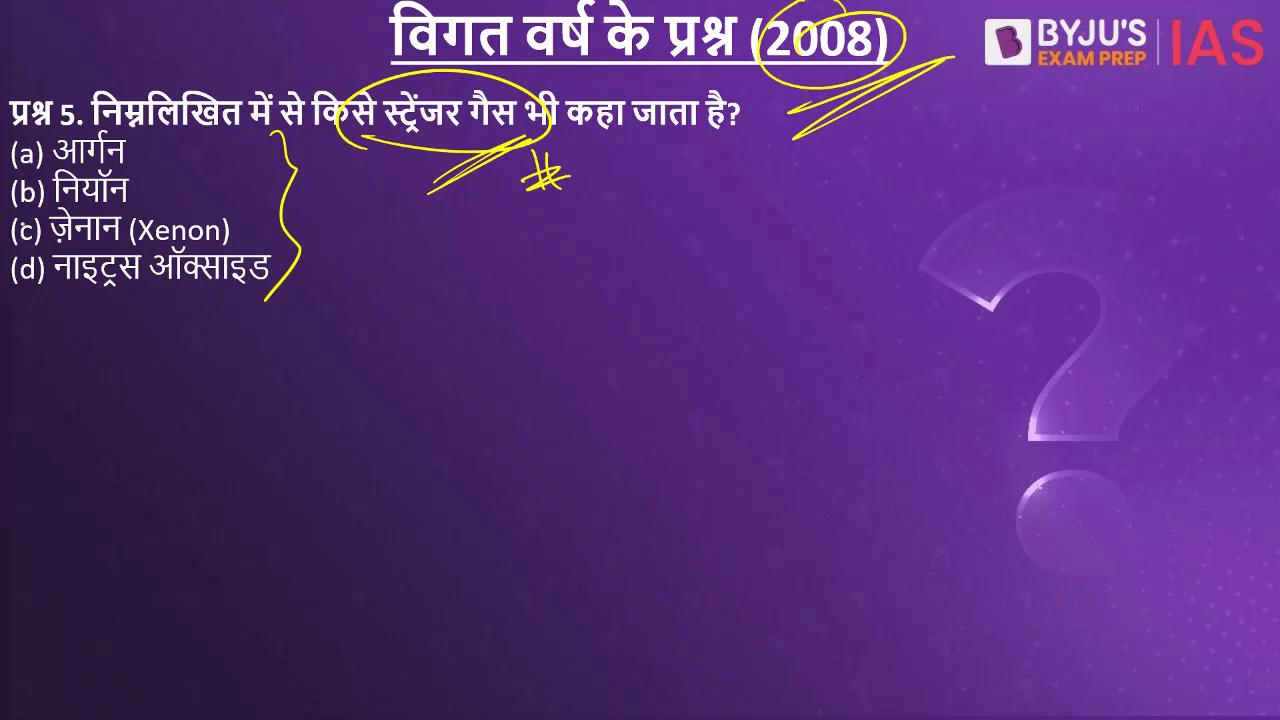 विगत वर्ष के प्रश्न (2008)
BYJU'S
EXAM PREP
IAS
प्रश्न 5. निम्नलिखित में से किसे स्ट्रेंजर गैस भी कहा जाता है?
(a) आर्गन
(b) नियॉन
(c) ज़ेनान (Xenon)
(d) नाइट्रस ऑक्साइड